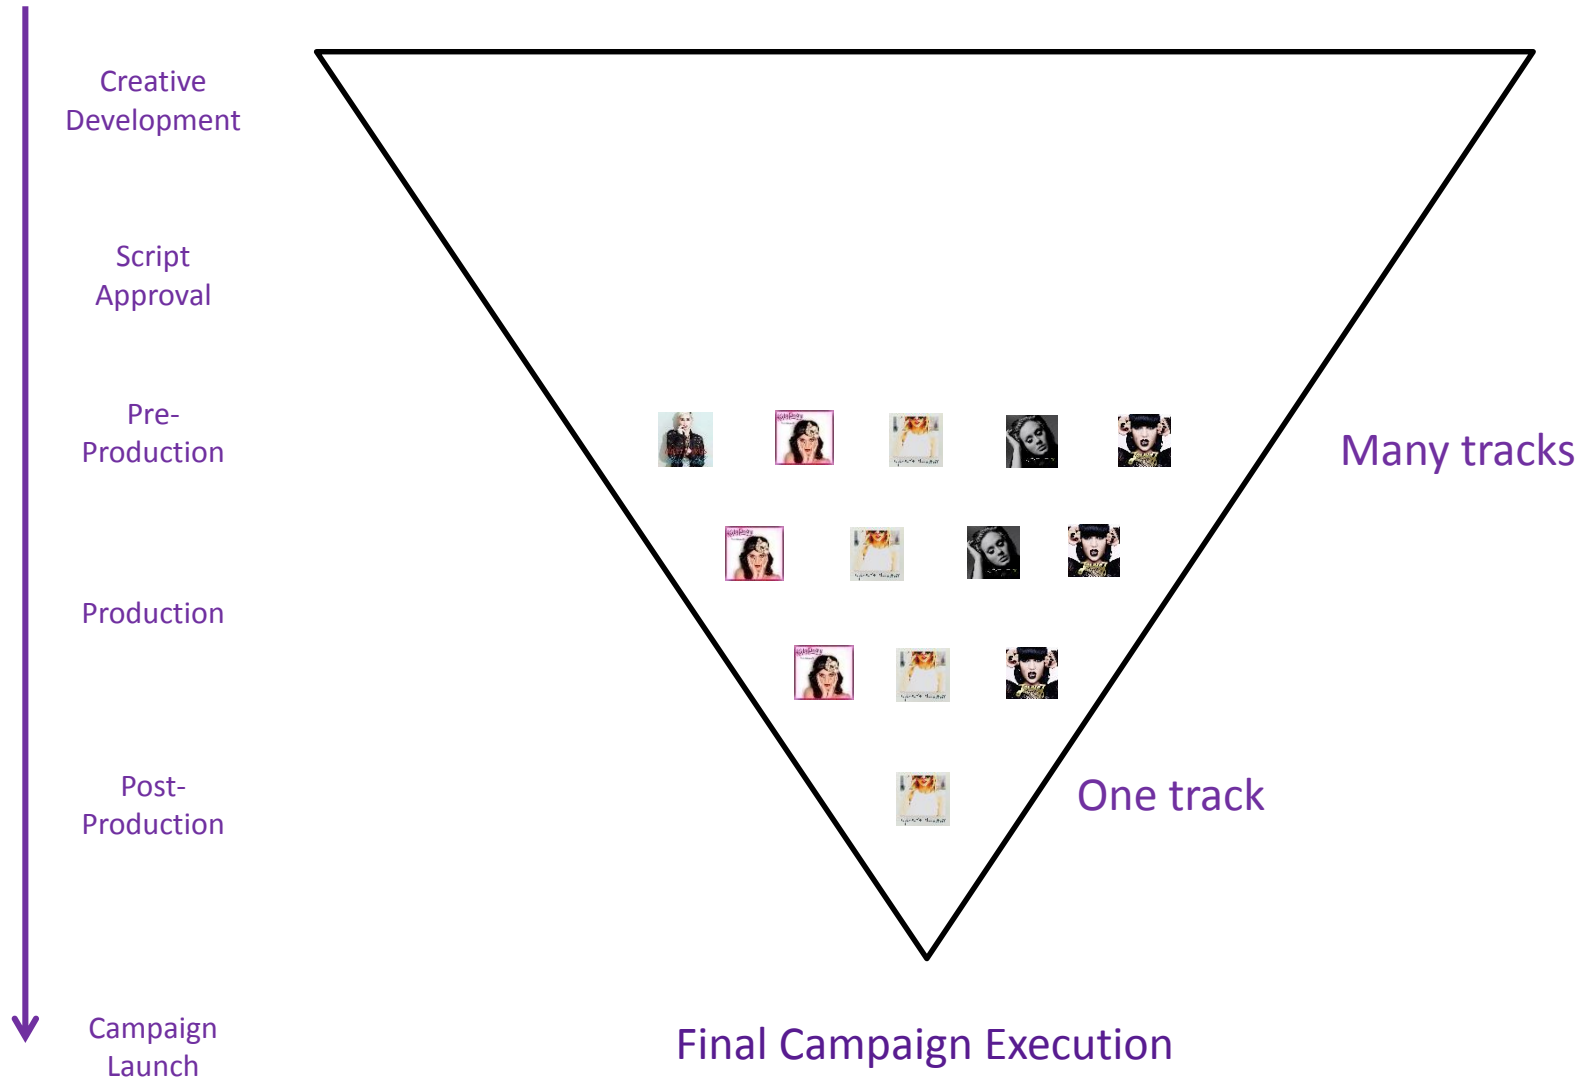 Creative
Development
Script
Approval
Pre-
Production
Many tracks
Production
Post-
Production
One track
Campaign
Launch
Final Campaign Execution